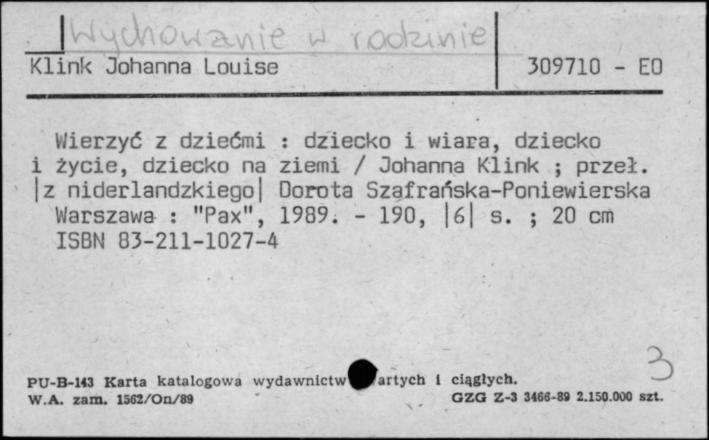 Wychowanie w rodzinie
Klink Johanna Louise 309710 - EO
Wierzyć z dziećmi : dziecko i wiara, dziecko
i życie, dziecko na ziemi / Johanna Klink ; przeł.
|z niderlandzkiego| Dorota Szafrańska-Poniewierska
Warszawa : "Pax", 1989. - 190, |6| s. ; 20 cm
ISBN 83-211-1027-4
3
PU-B-143 Karta katalogowa wydawnictw artych i ciągłych.
W.A. zam. 1562/On/89 GZG Z-3 3466-89 2.150.000 szt.